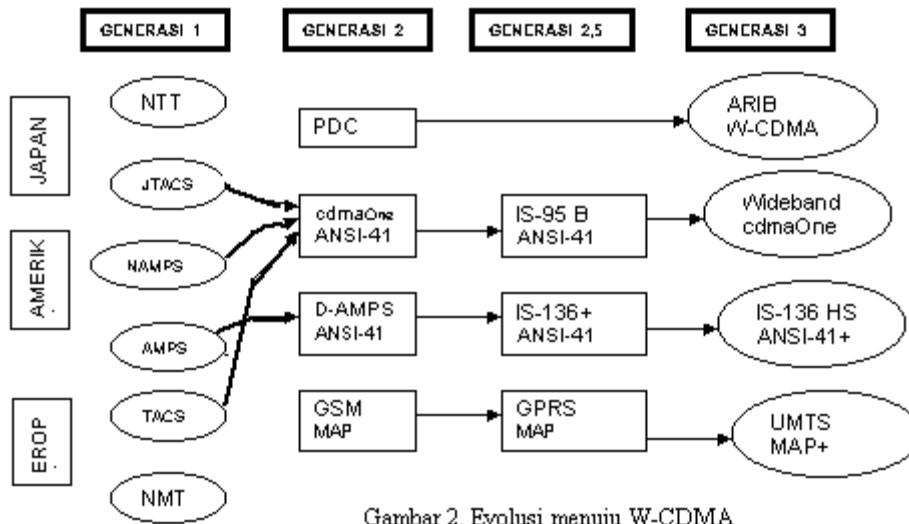 GENERASI 1
GENERASI 2
GENERASI 2,5
GENERASI 3
JAPAN
NTT
PDC
ARIB
W-CDMA
JTACS
cdmaOne
ANSI-41
IS-95 B
ANSI-41
Wideband
cdmaOne
AMERIK
.
NAMPS
AMPS
D-AMPS
ANSI-41
IS-136+
ANSI-41
IS-136 HS
ANSI-41+
EROP
.
TACS
GSM
MAP
GPRS
MAP
UMTS
MAP+
NMT
Gambar 2. Evolusi menuju W-CDMA